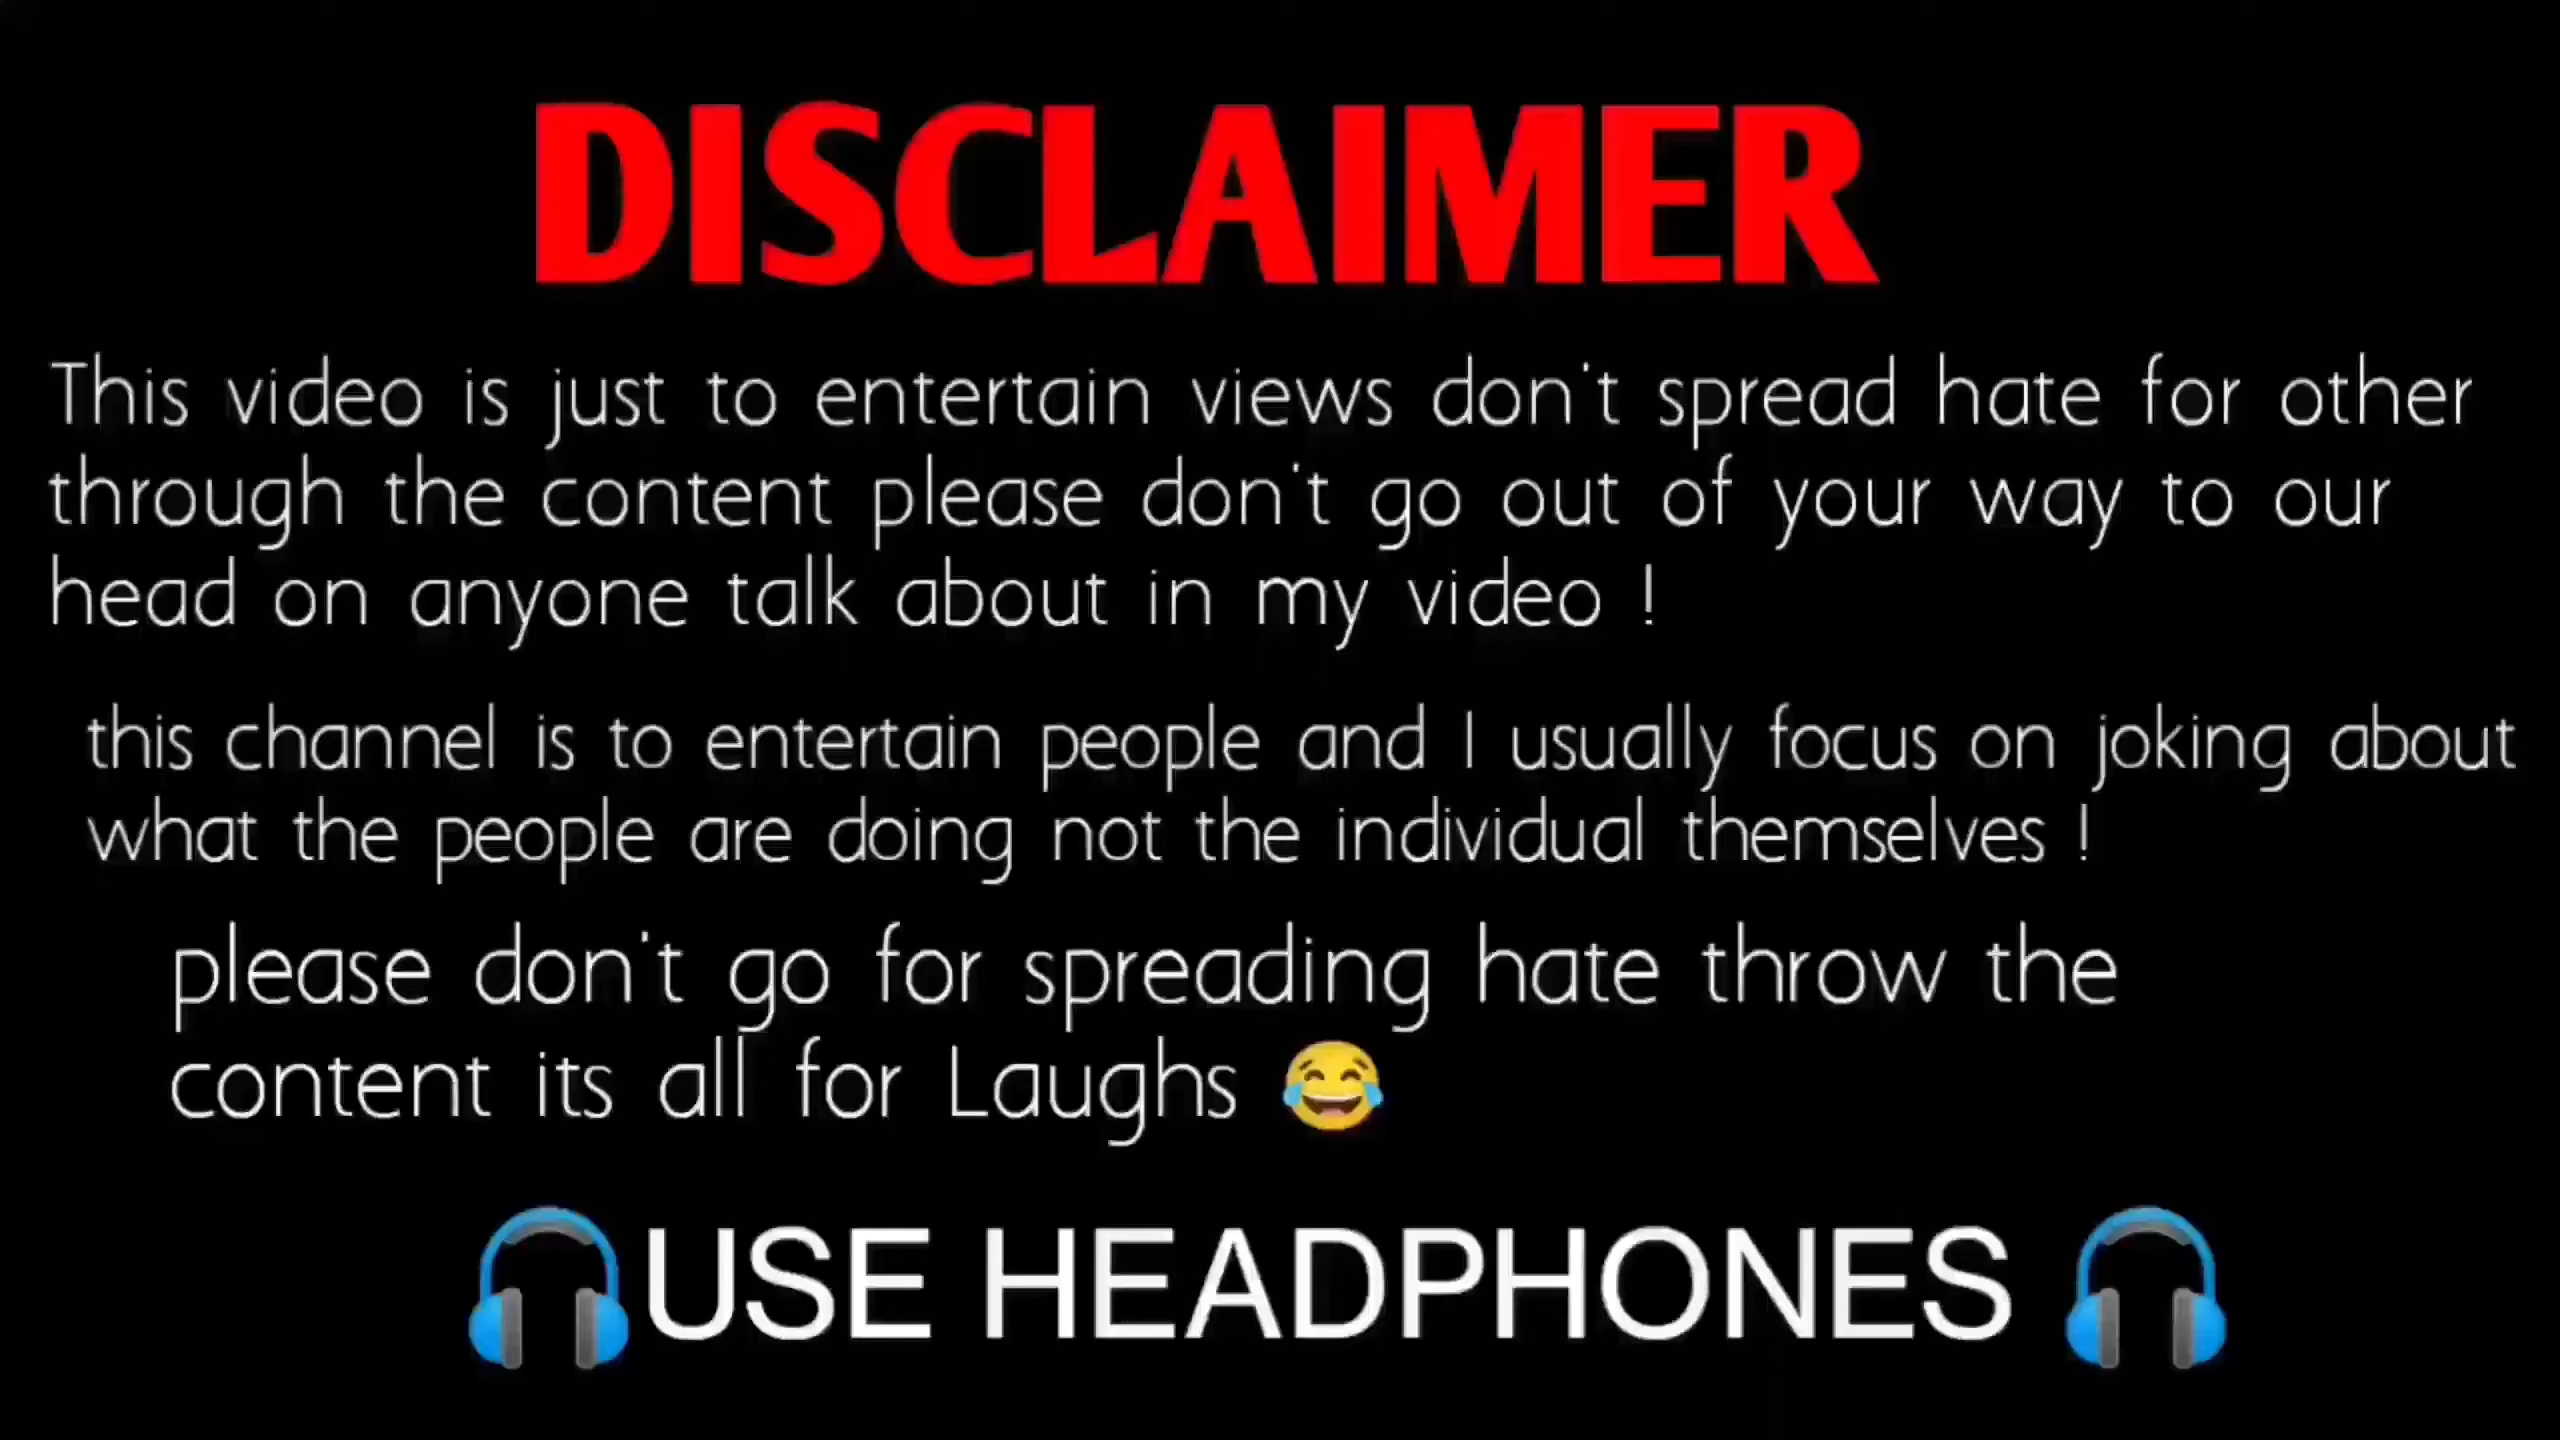 DISCLAIMER
This video is just to entertain views don't spread hate for other
through the content please don't go out of your way to our
head on anyone talk about in my video !
this channel is to entertain people and I usually focus on joking about
what the people are doing not the individual themselves !
please don't go for spreading hate throw the
content its all for Laughs 😂
🎧USE HEADPHONES 🎧